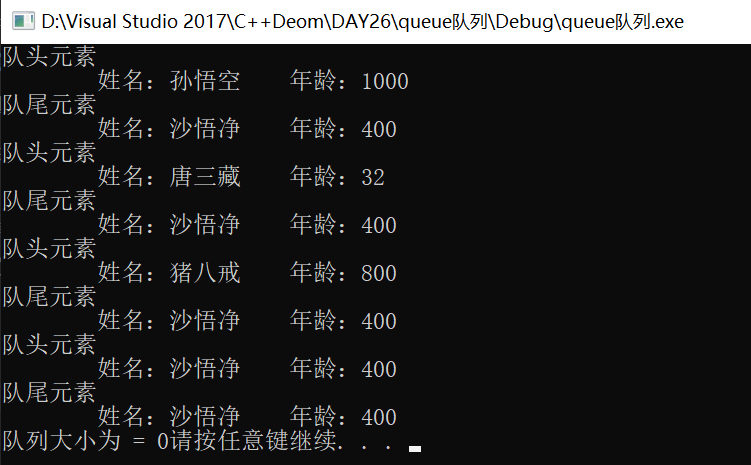 D:\Visual Studio 2017\C++Deom\DAY26\queue队列\Debug\queue队列.exe
队头元素
姓名：孙悟空    年龄：1000
队尾元素
姓名：沙悟净    年龄：400
队头元素
姓名：唐三藏    年龄：32
队尾元素
姓名：沙悟净    年龄：400
队头元素
姓名：猪八戒    年龄：800
队尾元素
姓名：沙悟净    年龄：400
队头元素
姓名：沙悟净    年龄：400
队尾元素
姓名：沙悟净    年龄：400
队列大小为 = 0请按任意键继续. . .